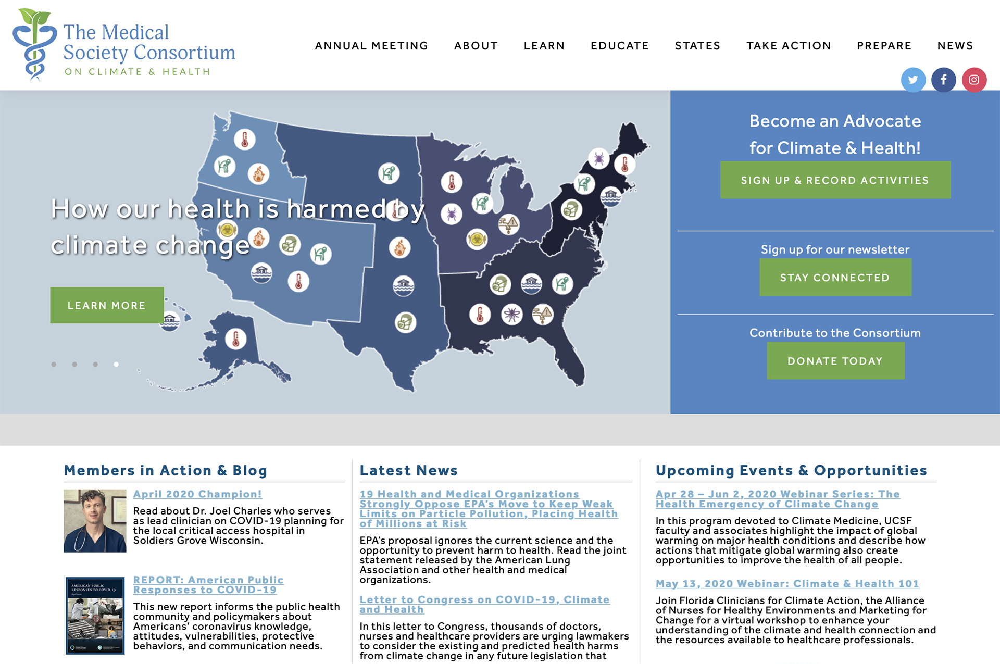 The Medical
Society Consortium
ON CLIMATE & HEALTH
ANNUAL MEETING
ABOUT
LEARN
EDUCATE
STATES
TAKE ACTION
PREPARE
NEWS
How our health is harmed by
climate change
LEARN MORE
Become an Advocate
for Climate & Health!
SIGN UP & RECORD ACTIVITIES
Sign up for our newsletter
STAY CONNECTED
Contribute to the Consortium
DONATE TODAY
Members in Action & Blog
April 2020 Champion!
Read about Dr. Joel Charles who serves
as lead clinician on COVID-19 planning for
the local critical access hospital in
Soldiers Grove Wisconsin.
AMERICAN PUBLIC
RESPONSES TO COVID-19
April 2020
REPORT: American Public
Responses to COVID-19
This new report informs the public health
community and policymakers about
Americans’ coronavirus knowledge,
attitudes, vulnerabilities, protective
behaviors, and communication needs.
Latest News
19 Health and Medical Organizations
Strongly Oppose EPA’s Move to Keep Weak
Limits on Particle Pollution, Placing Health
of Millions at Risk
EPA’s proposal ignores the current science and the
opportunity to prevent harm to health. Read the joint
statement released by the American Lung
Association and other health and medical
organizations.
Letter to Congress on COVID-19, Climate
and Health
In this letter to Congress, thousands of doctors,
nurses and healthcare providers are urging lawmakers
to consider the existing and predicted health harms
from climate change in any future legislation that
Upcoming Events & Opportunities
Apr 28 – Jun 2, 2020 Webinar Series: The
Health Emergency of Climate Change
In this program devoted to Climate Medicine, UCSF
faculty and associates highlight the impact of global
warming on major health conditions and describe how
actions that mitigate global warming also create
opportunities to improve the health of all people.
May 13, 2020 Webinar: Climate & Health 101
Join Florida Clinicians for Climate Action, the Alliance
of Nurses for Healthy Environments and Marketing for
Change for a virtual workshop to enhance your
understanding of the climate and health connection and
the resources available to healthcare professionals.